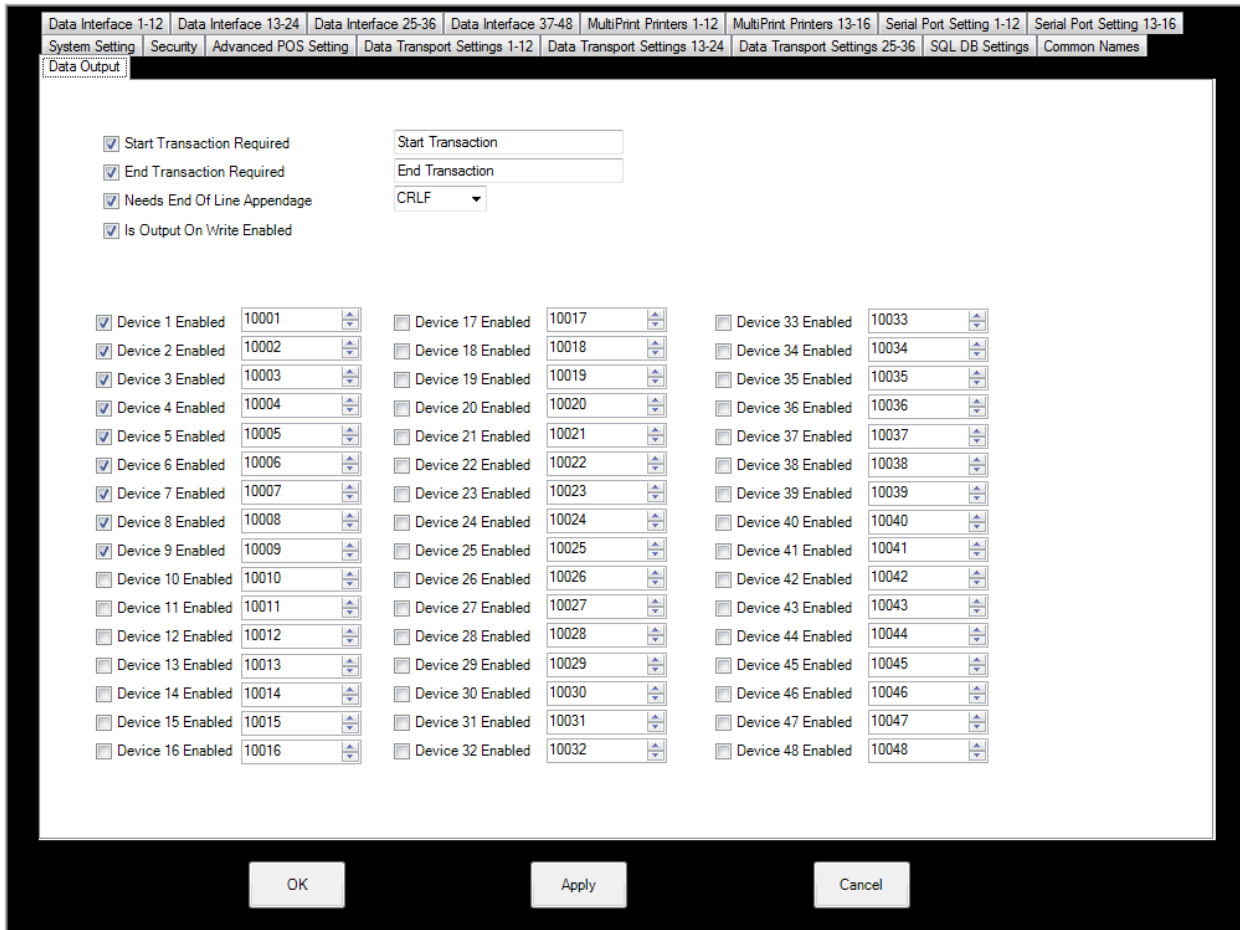 Data Interface 1-12 Data Interface 13-24 Data Interface 25-36 Data Interface 37-48 MultiPrint Printers 1-12 MultiPrint Printers 13-16 Serial Port Setting 1-12 Serial Port Setting 13-16
System Setting Security Advanced POS Setting Data Transport Settings 1-12 Data Transport Settings 13-24 Data Transport Settings 25-36 SQL DB Settings Common Names
Data Output
Start Transaction Required Start Transaction
End Transaction Required End Transaction
Needs End Of Line Appendage CRLF
Is Output On Write Enabled
Device 1 Enabled 10001 Device 17 Enabled 10017 Device 33 Enabled 10033
Device 2 Enabled 10002 Device 18 Enabled 10018 Device 34 Enabled 10034
Device 3 Enabled 10003 Device 19 Enabled 10019 Device 35 Enabled 10035
Device 4 Enabled 10004 Device 20 Enabled 10020 Device 36 Enabled 10036
Device 5 Enabled 10005 Device 21 Enabled 10021 Device 37 Enabled 10037
Device 6 Enabled 10006 Device 22 Enabled 10022 Device 38 Enabled 10038
Device 7 Enabled 10007 Device 23 Enabled 10023 Device 39 Enabled 10039
Device 8 Enabled 10008 Device 24 Enabled 10024 Device 40 Enabled 10040
Device 9 Enabled 10009 Device 25 Enabled 10025 Device 41 Enabled 10041
Device 10 Enabled 10010 Device 26 Enabled 10026 Device 42 Enabled 10042
Device 11 Enabled 10011 Device 27 Enabled 10027 Device 43 Enabled 10043
Device 12 Enabled 10012 Device 28 Enabled 10028 Device 44 Enabled 10044
Device 13 Enabled 10013 Device 29 Enabled 10029 Device 45 Enabled 10045
Device 14 Enabled 10014 Device 30 Enabled 10030 Device 46 Enabled 10046
Device 15 Enabled 10015 Device 31 Enabled 10031 Device 47 Enabled 10047
Device 16 Enabled 10016 Device 32 Enabled 10032 Device 48 Enabled 10048
OK Apply Cancel